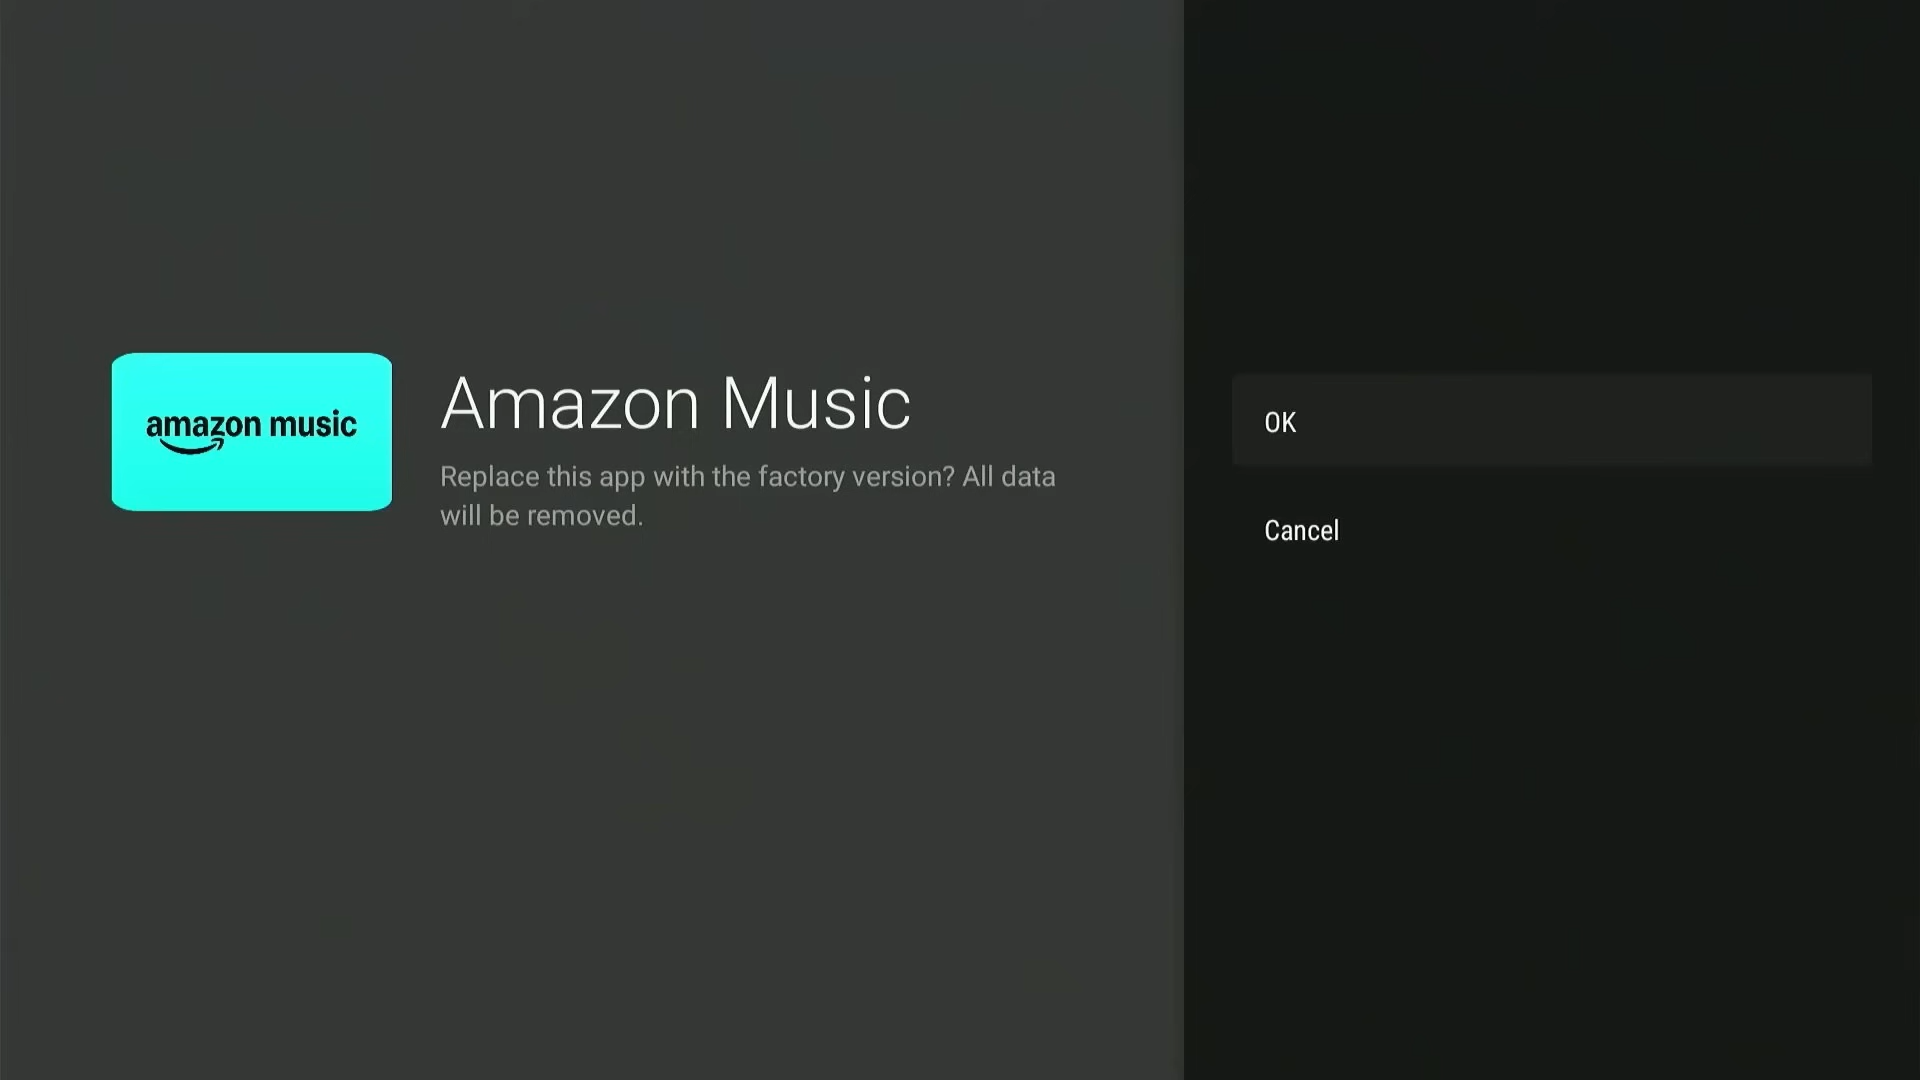 amazon music
Amazon Music
Replace this app with the factory version? All data
will be removed.
OK
Cancel